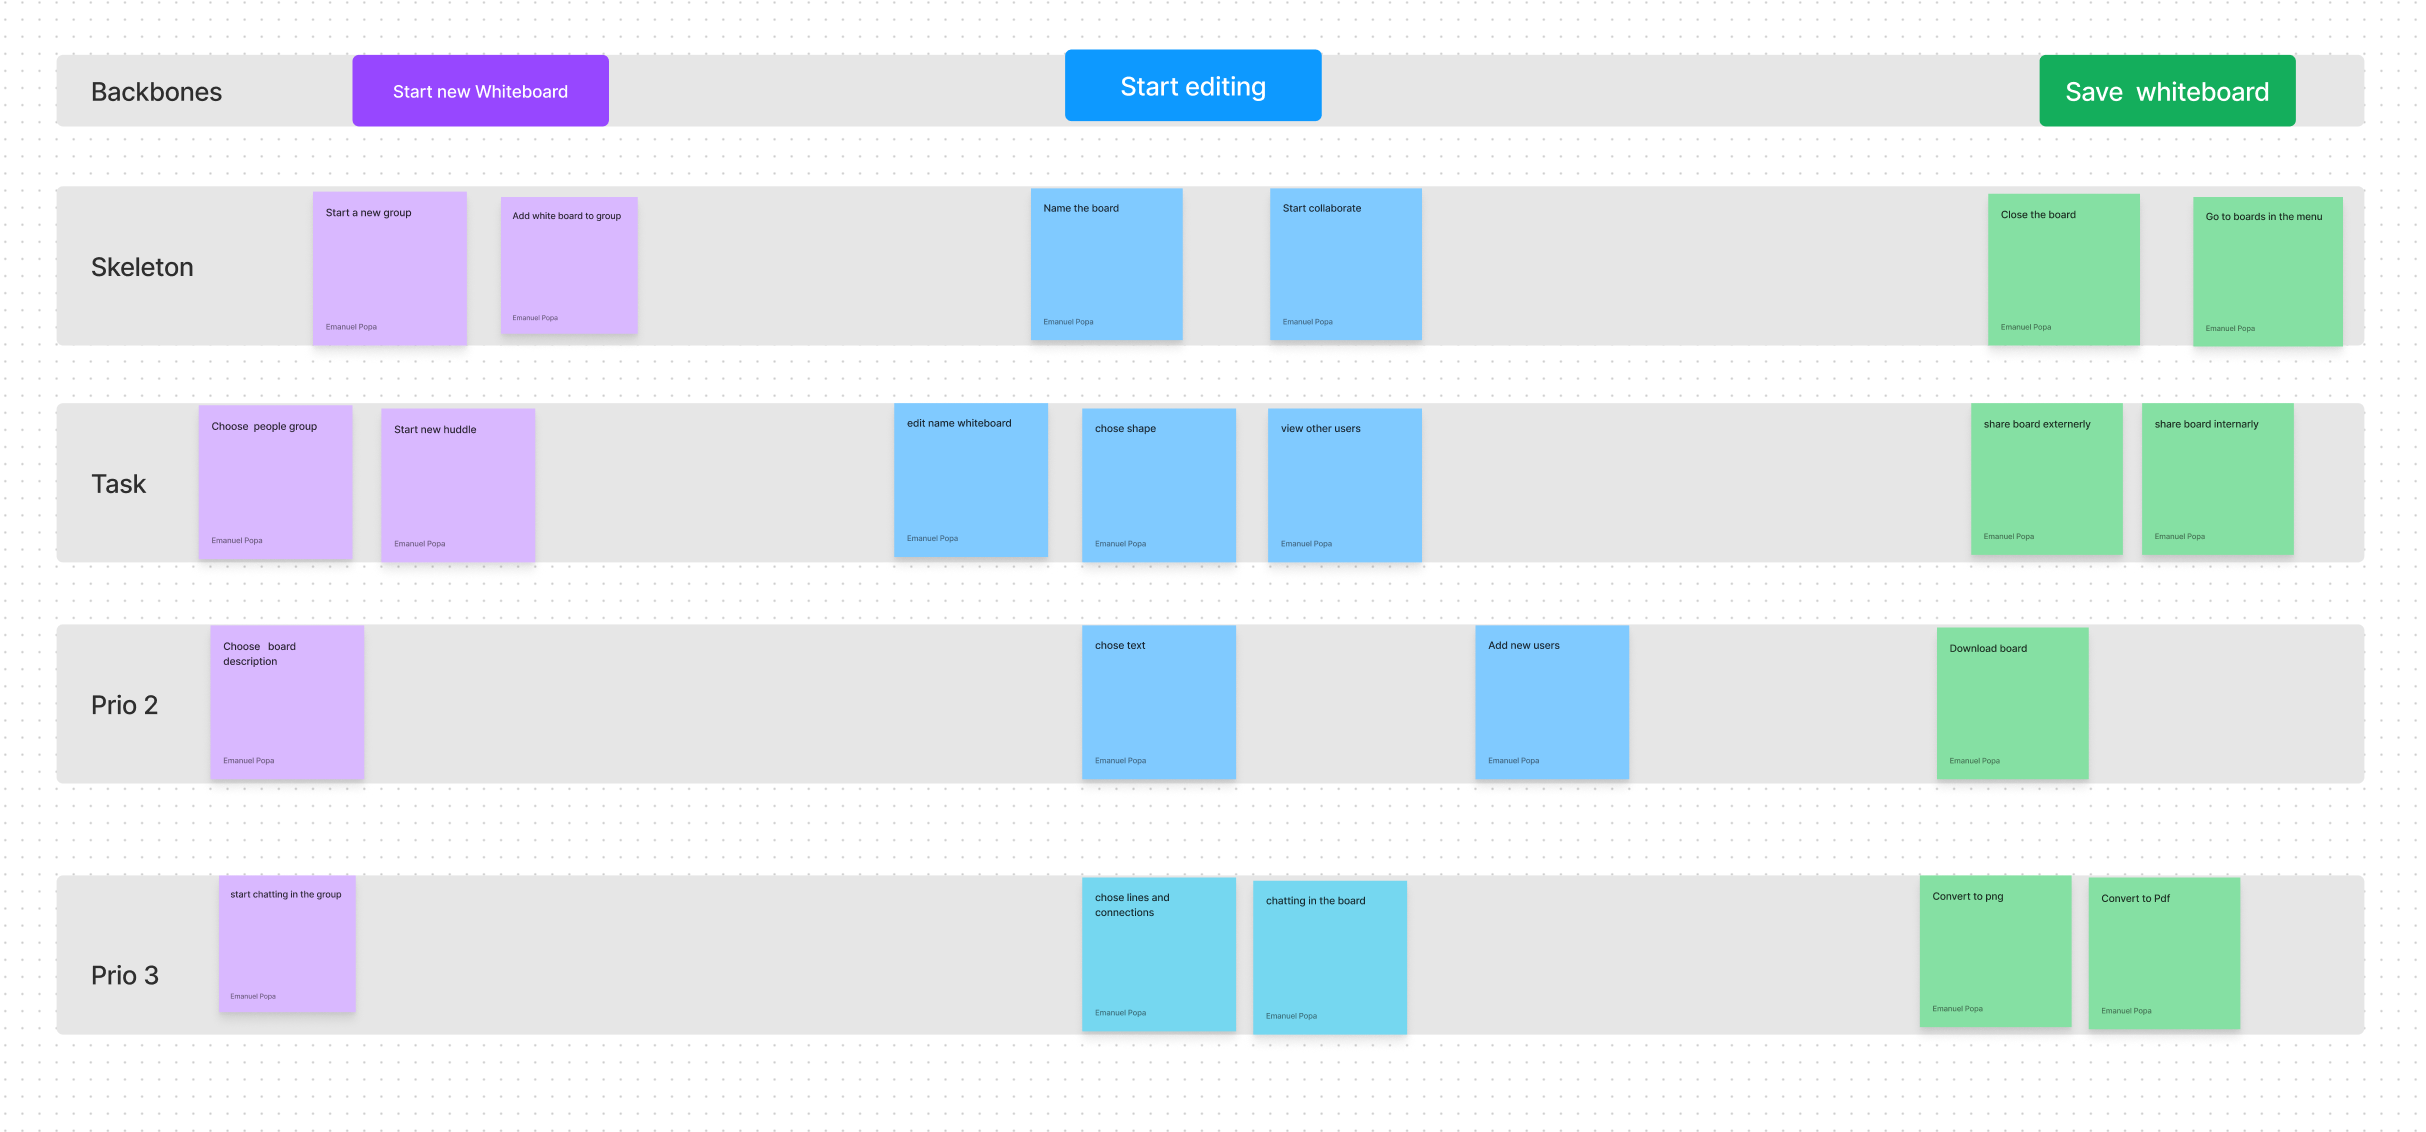 Backbones
Start new Whiteboard
Start editing
Save  whiteboard
Skeleton
Start a new group
Emanuel Popa
Add white board to group
Emanuel Popa
Name the board
Emanuel Popa
Start collaborate
Emanuel Popa
Close the board
Emanuel Popa
Go to boards in the menu
Emanuel Popa
Task
Choose  people group
Emanuel Popa
Start new huddle
Emanuel Popa
edit name whiteboard
Emanuel Popa
chose shape
Emanuel Popa
view other users
Emanuel Popa
share board externerly
Emanuel Popa
share board internarly
Emanuel Popa
Prio 2
Choose   board
description
Emanuel Popa
chose text
Emanuel Popa
Add new users
Emanuel Popa
Download board
Emanuel Popa
Prio 3
start chatting in the group
Emanuel Popa
chose lines and
connections
Emanuel Popa
chatting in the board
Emanuel Popa
Convert to png
Emanuel Popa
Convert to Pdf
Emanuel Popa